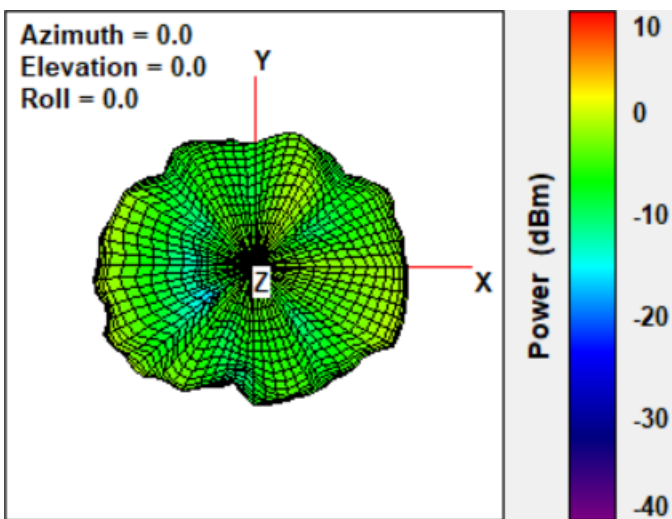 Azimuth = 0.0
Elevation = 0.0
Roll = 0.0
Y
X
Z
Power (dBm)
10
0
-10
-20
-30
-40